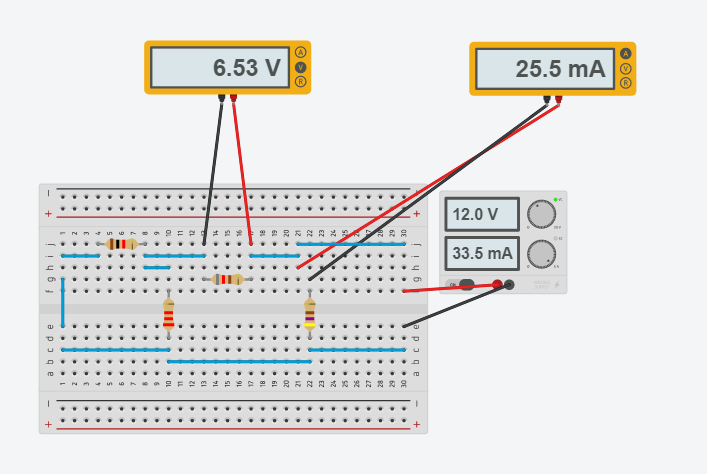 6.53 V
A
V
R
25.5 mA
A
V
R
12.0 V
33.5 mA
ON
1 2 3 4 5 6 7 8 9 10 11 12 13 14 15 16 17 18 19 20 21 22 23 24 25 26 27 28 29 30
j j
i i
h
g g
f f
e e
d d
c c
b b
a a
1 2 3 4 5 6 7 8 9 10 11 12 13 14 15 16 17 18 19 20 21 22 23 24 25 26 27 28 29 30